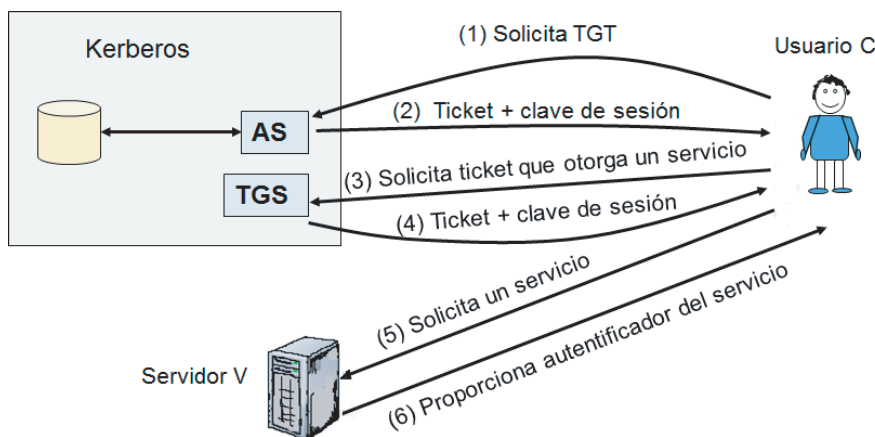 Kerberos
(1) Solicita TGT
Usuario C
(2) Ticket + clave de sesión
AS
(3) Solicita ticket que otorga un servicio
TGS
(4) Ticket + clave de sesión
(5) Solicita un servicio
(6) Proporciona autentificador del servicio
Servidor V